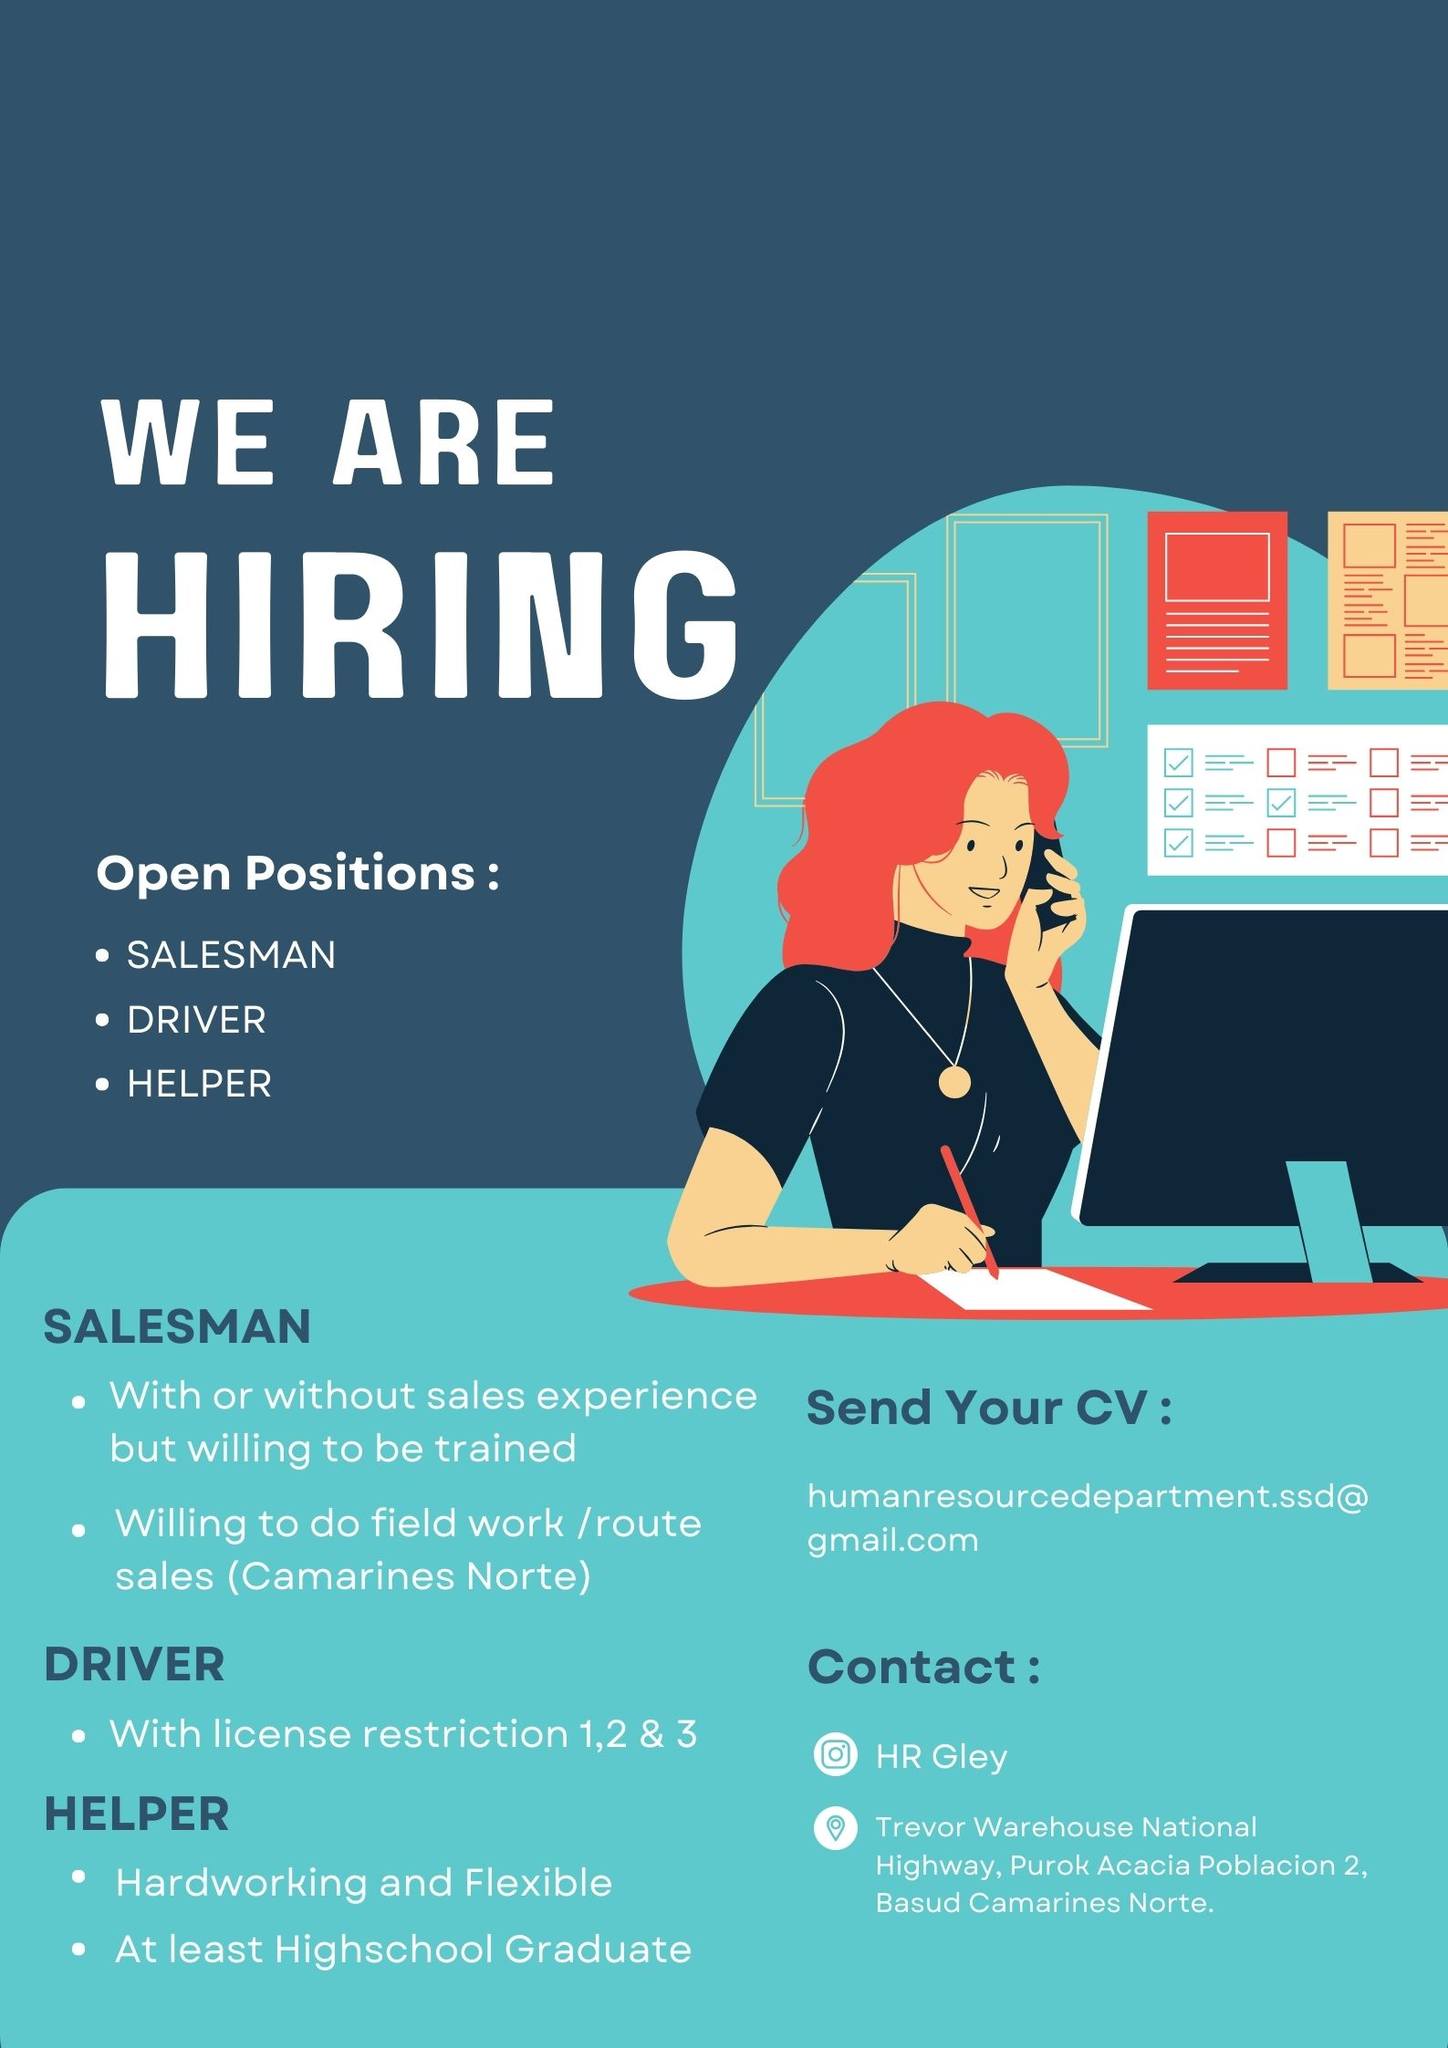 WE ARE
HIRING
Open Positions :
• SALESMAN
• DRIVER
• HELPER
SALESMAN
• With or without sales experience
but willing to be trained
• Willing to do field work /route
sales (Camarines Norte)
DRIVER
• With license restriction 1,2 & 3
HELPER
• Hardworking and Flexible
• At least Highschool Graduate
Send Your CV :
humanresourcedepartment.ssd@
gmail.com
Contact :
HR Gley
Trevor Warehouse National
Highway, Purok Acacia Poblacion 2,
Basud Camarines Norte.